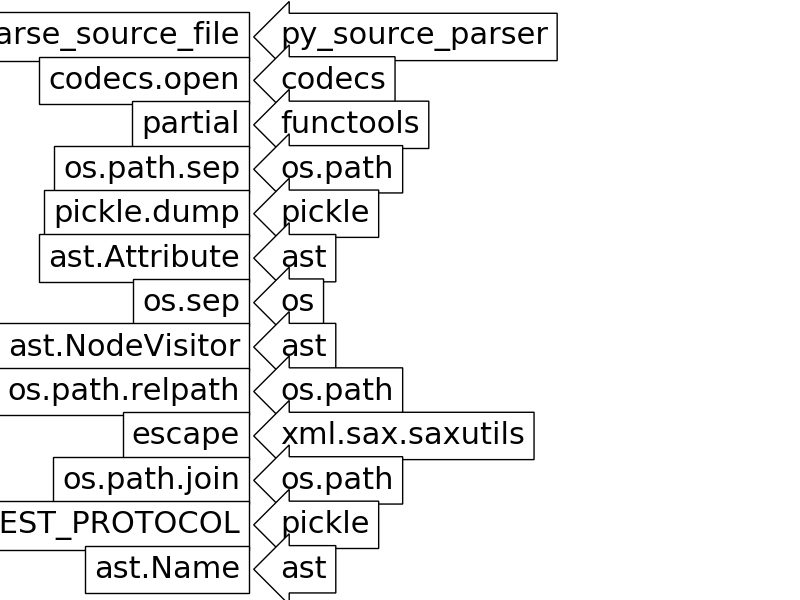 arse_source_file py_source_parser
codecs.open codecs
partial functools
os.path.sep os.path
pickle.dump pickle
ast.Attribute ast
os.sep os
ast.NodeVisitor ast
os.path.relpath os.path
escape xml.sax.saxutils
os.path.join os.path
EST_PROTOCOL pickle
ast.Name ast